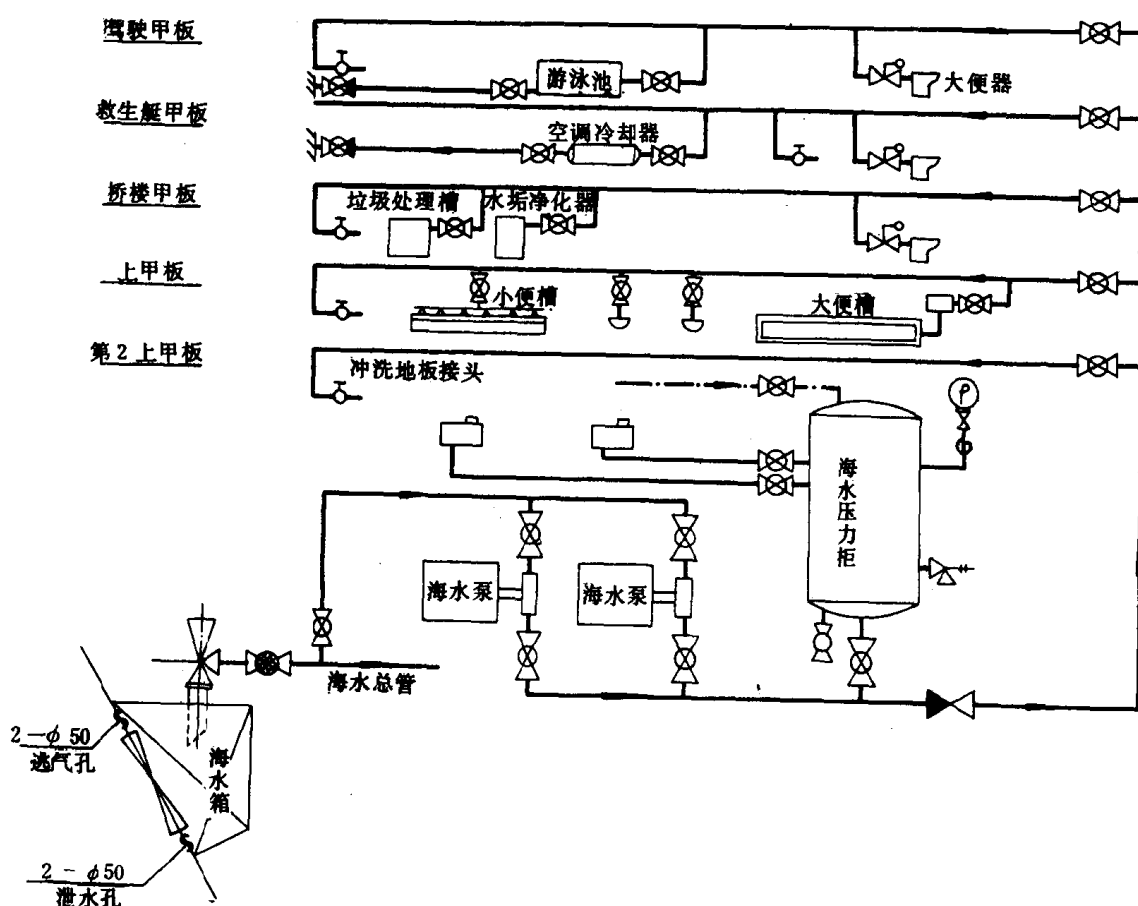 驾驶甲板
游泳池
大便器
救生艇甲板
空调冷却器
桥楼甲板
垃圾处理槽
水垢净化器
上甲板
小便槽
大便槽
第2上甲板
冲洗地板接头
P
海水压力柜
海水泵
海水泵
海水总管
2－φ50
逃气孔
海水箱
2－φ50
泄水孔